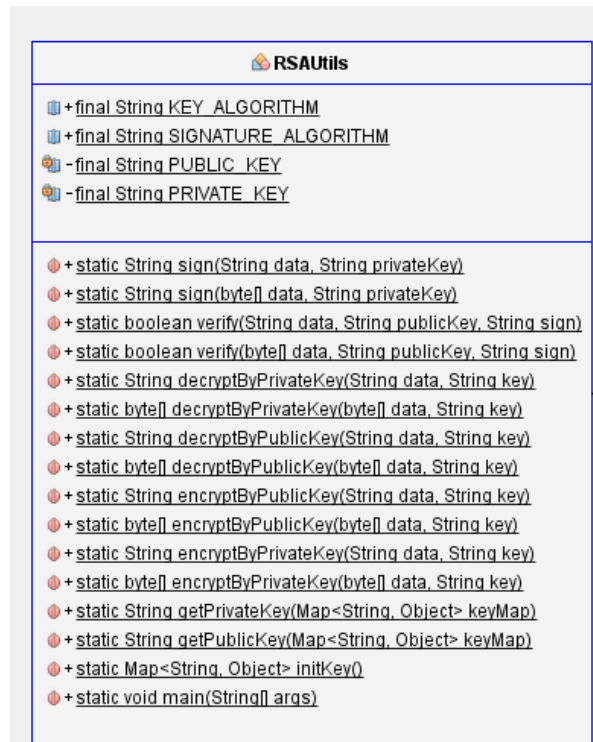 RSAUtils
+final String KEY_ALGORITHM
+final String SIGNATURE_ALGORITHM
-final String PUBLIC_KEY
-final String PRIVATE_KEY
+static String sign(String data, String privateKey)
+static String sign(byte[] data, String privateKey)
+static boolean verify(String data, String publicKey, String sign)
+static boolean verify(byte[] data, String publicKey, String sign)
+static String decryptByPrivateKey(String data, String key)
+static byte[] decryptByPrivateKey(byte[] data, String key)
+static String decryptByPublicKey(String data, String key)
+static byte[] decryptByPublicKey(byte[] data, String key)
+static String encryptByPublicKey(String data, String key)
+static byte[] encryptByPublicKey(byte[] data, String key)
+static String encryptByPrivateKey(String data, String key)
+static byte[] encryptByPrivateKey(byte[] data, String key)
+static String getPrivateKey(Map<String, Object> keyMap)
+static String getPublicKey(Map<String, Object> keyMap)
+static Map<String, Object> initKey()
+static void main(String[] args)